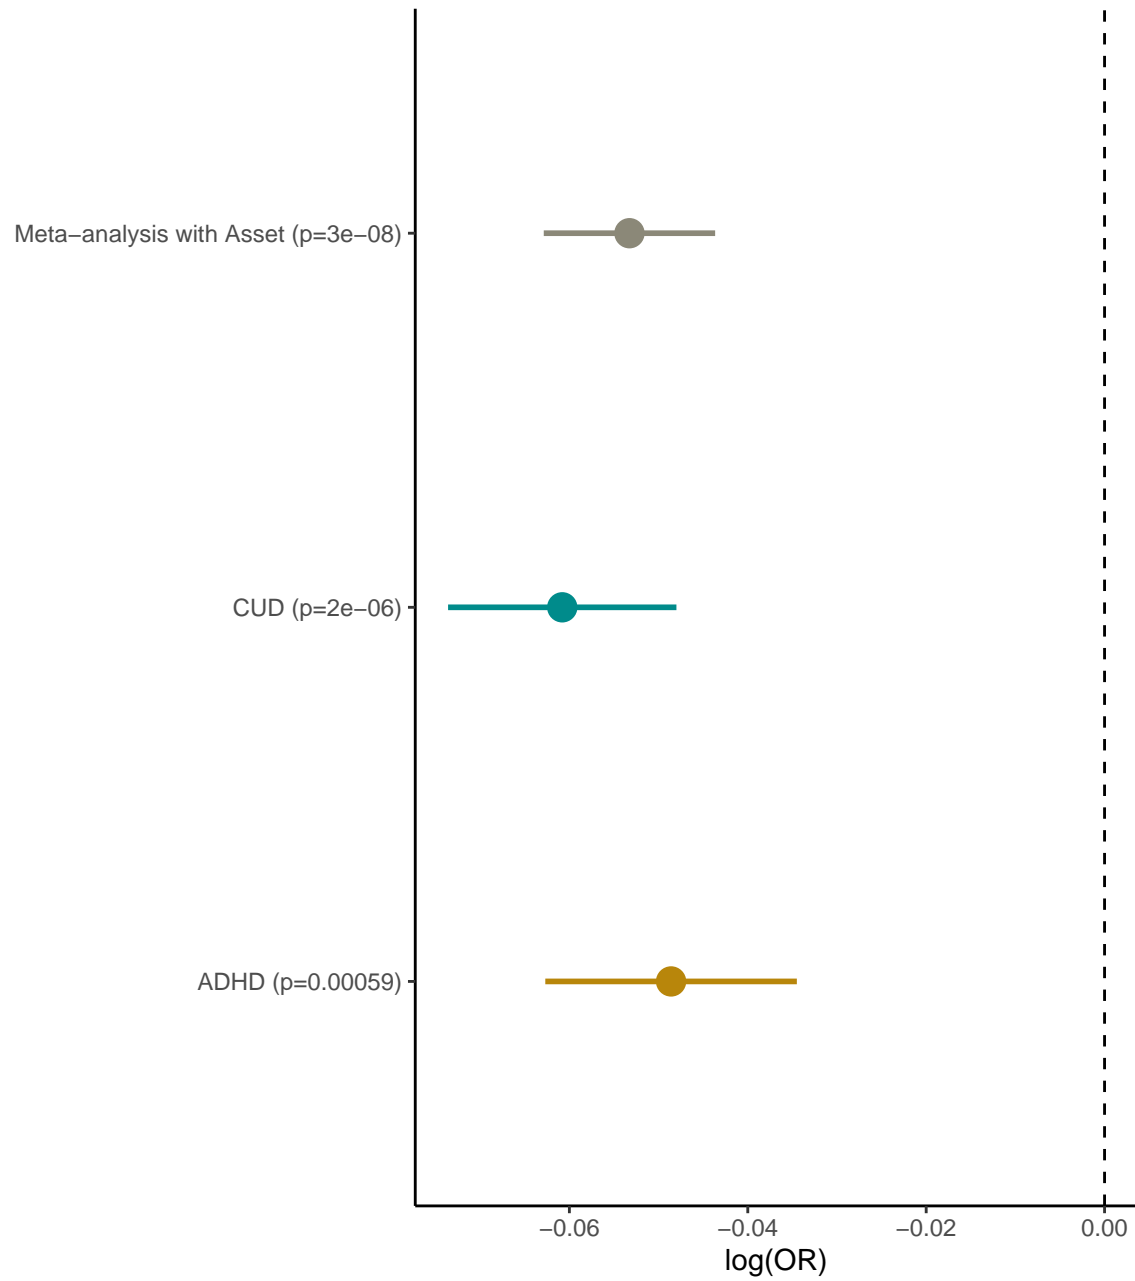 Meta−analysis with Asset (p=3e−08)
CUD (p=2e−06)
ADHD (p=0.00059)
−0.06 −0.04 −0.02 0.00
log(OR)